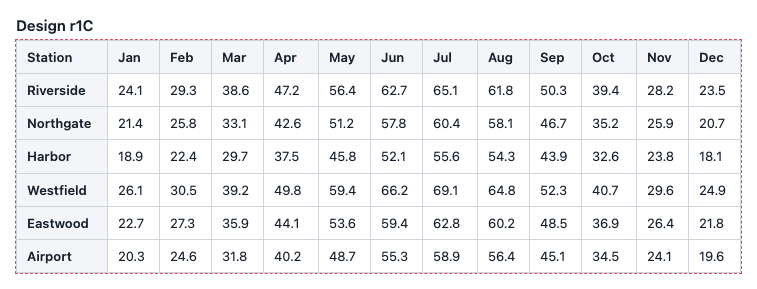 Design r1C
Station Jan Feb Mar Apr May Jun Jul Aug Sep Oct Nov Dec
Riverside 24.1 29.3 38.6 47.2 56.4 62.7 65.1 61.8 50.3 39.4 28.2 23.5
Northgate 21.4 25.8 33.1 42.6 51.2 57.8 60.4 58.1 46.7 35.2 25.9 20.7
Harbor 18.9 22.4 29.7 37.5 45.8 52.1 55.6 54.3 43.9 32.6 23.8 18.1
Westfield 26.1 30.5 39.2 49.8 59.4 66.2 69.1 64.8 52.3 40.7 29.6 24.9
Eastwood 22.7 27.3 35.9 44.1 53.6 59.4 62.8 60.2 48.5 36.9 26.4 21.8
Airport 20.3 24.6 31.8 40.2 48.7 55.3 58.9 56.4 45.1 34.5 24.1 19.6